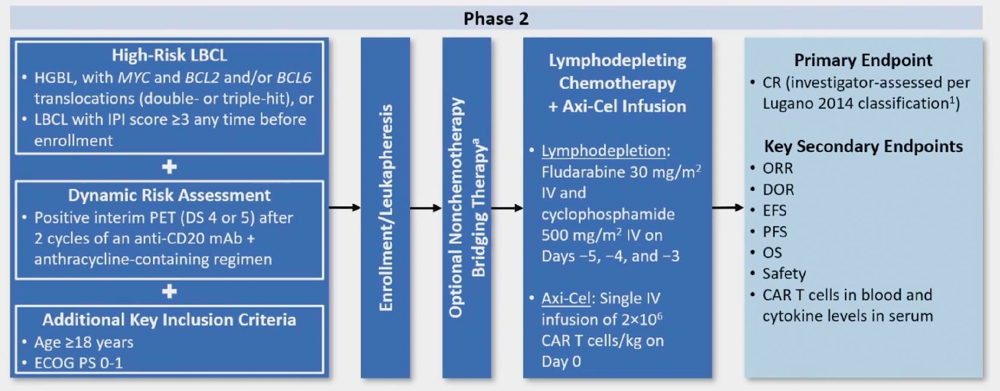 Phase 2
High-Risk LBCL
• HGBL, with MYC and BCL2 and/or BCL6
translocations (double- or triple-hit), or
• LBCL with IPI score ≥3 any time before
enrollment
+
Dynamic Risk Assessment
• Positive interim PET (DS 4 or 5) after
2 cycles of an anti-CD20 mAb +
anthracycline-containing regimen
+
Additional Key Inclusion Criteria
• Age ≥18 years
• ECOG PS 0-1
Enrollment/Leukapheresis
Optional Nonchemotherapy
Bridging Therapyᵃ
Lymphodepleting
Chemotherapy
+ Axi-Cel Infusion
• Lymphodepletion:
Fludarabine 30 mg/m²
IV and
cyclophosphamide
500 mg/m² IV on
Days −5, −4, and −3
• Axi-Cel: Single IV
infusion of 2×10⁶
CAR T cells/kg on
Day 0
Primary Endpoint
• CR (investigator-assessed per
Lugano 2014 classification¹)
Key Secondary Endpoints
• ORR
• DOR
• EFS
• PFS
• OS
• Safety
• CAR T cells in blood and
cytokine levels in serum